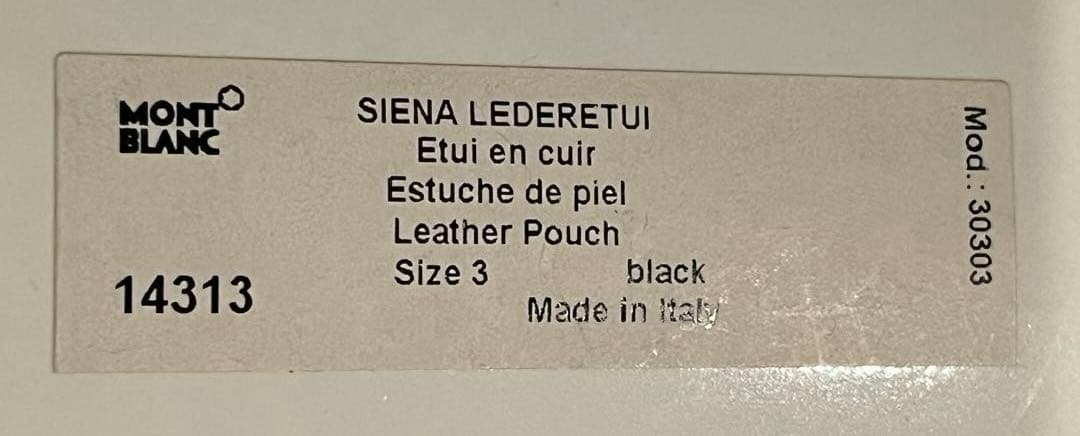 MONT
BLANC
SIENA LEDERETUI
Etui en cuir
Estuche de piel
Leather Pouch
Size 3 black
Made in Italy
14313
Mod.: 30303